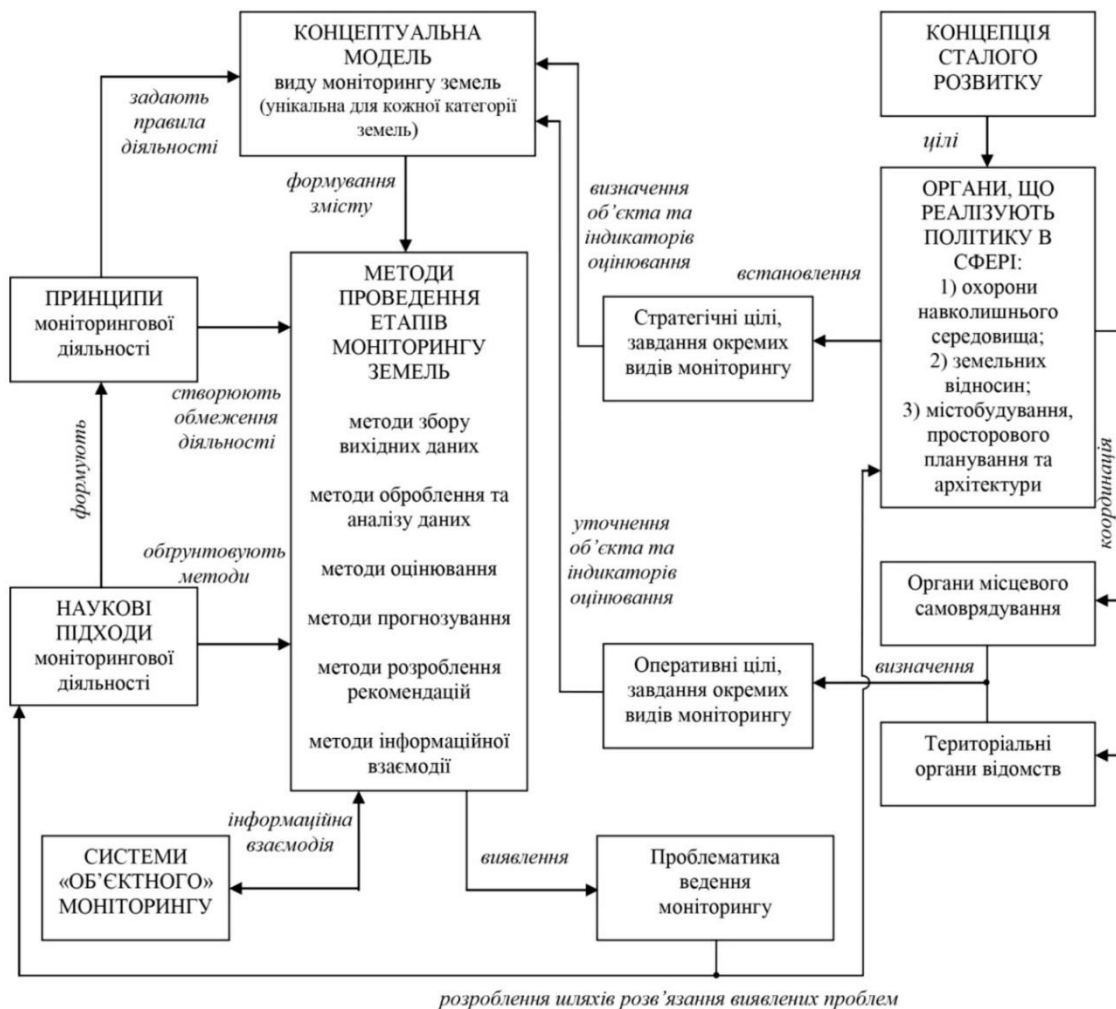 КОНЦЕПТУАЛЬНА
МОДЕЛЬ
виду моніторингу земель
(унікальна для кожної категорії
земель)
КОНЦЕПЦІЯ
СТАЛОГО
РОЗВИТКУ
задають
правила
діяльності
формування
змісту
визначення
об’єкта та
індикаторів
оцінювання
цілі
ОРГАНИ, ЩО
РЕАЛІЗУЮТЬ
ПОЛІТИКУ В
СФЕРІ:
1) охорони
навколишнього
середовища;
2) земельних
відносин;
3) містобудування,
просторового
планування та
архітектури
встановлення
ПРИНЦИПИ
моніторингової
діяльності
МЕТОДИ
ПРОВЕДЕННЯ
ЕТАПІВ
МОНІТОРИНГУ
ЗЕМЕЛЬ
методи збору
вихідних даних
методи оброблення та
аналізу даних
методи оцінювання
методи прогнозування
методи розроблення
рекомендацій
методи інформаційної
взаємодії
Стратегічні цілі,
завдання окремих
видів моніторингу
створюють
обмеження
діяльності
формують
координація
обґрунтовують
методи
уточнення
об’єкта та
індикаторів
оцінювання
НАУКОВІ
ПІДХОДИ
моніторингової
діяльності
Органи місцевого
самоврядування
визначення
Оперативні цілі,
завдання окремих
видів моніторингу
Територіальні
органи відомств
інформаційна
взаємодія
СИСТЕМИ
«ОБ’ЄКТНОГО»
МОНІТОРИНГУ
виявлення
Проблематика
ведення
моніторингу
розроблення шляхів розв’язання виявлених проблем